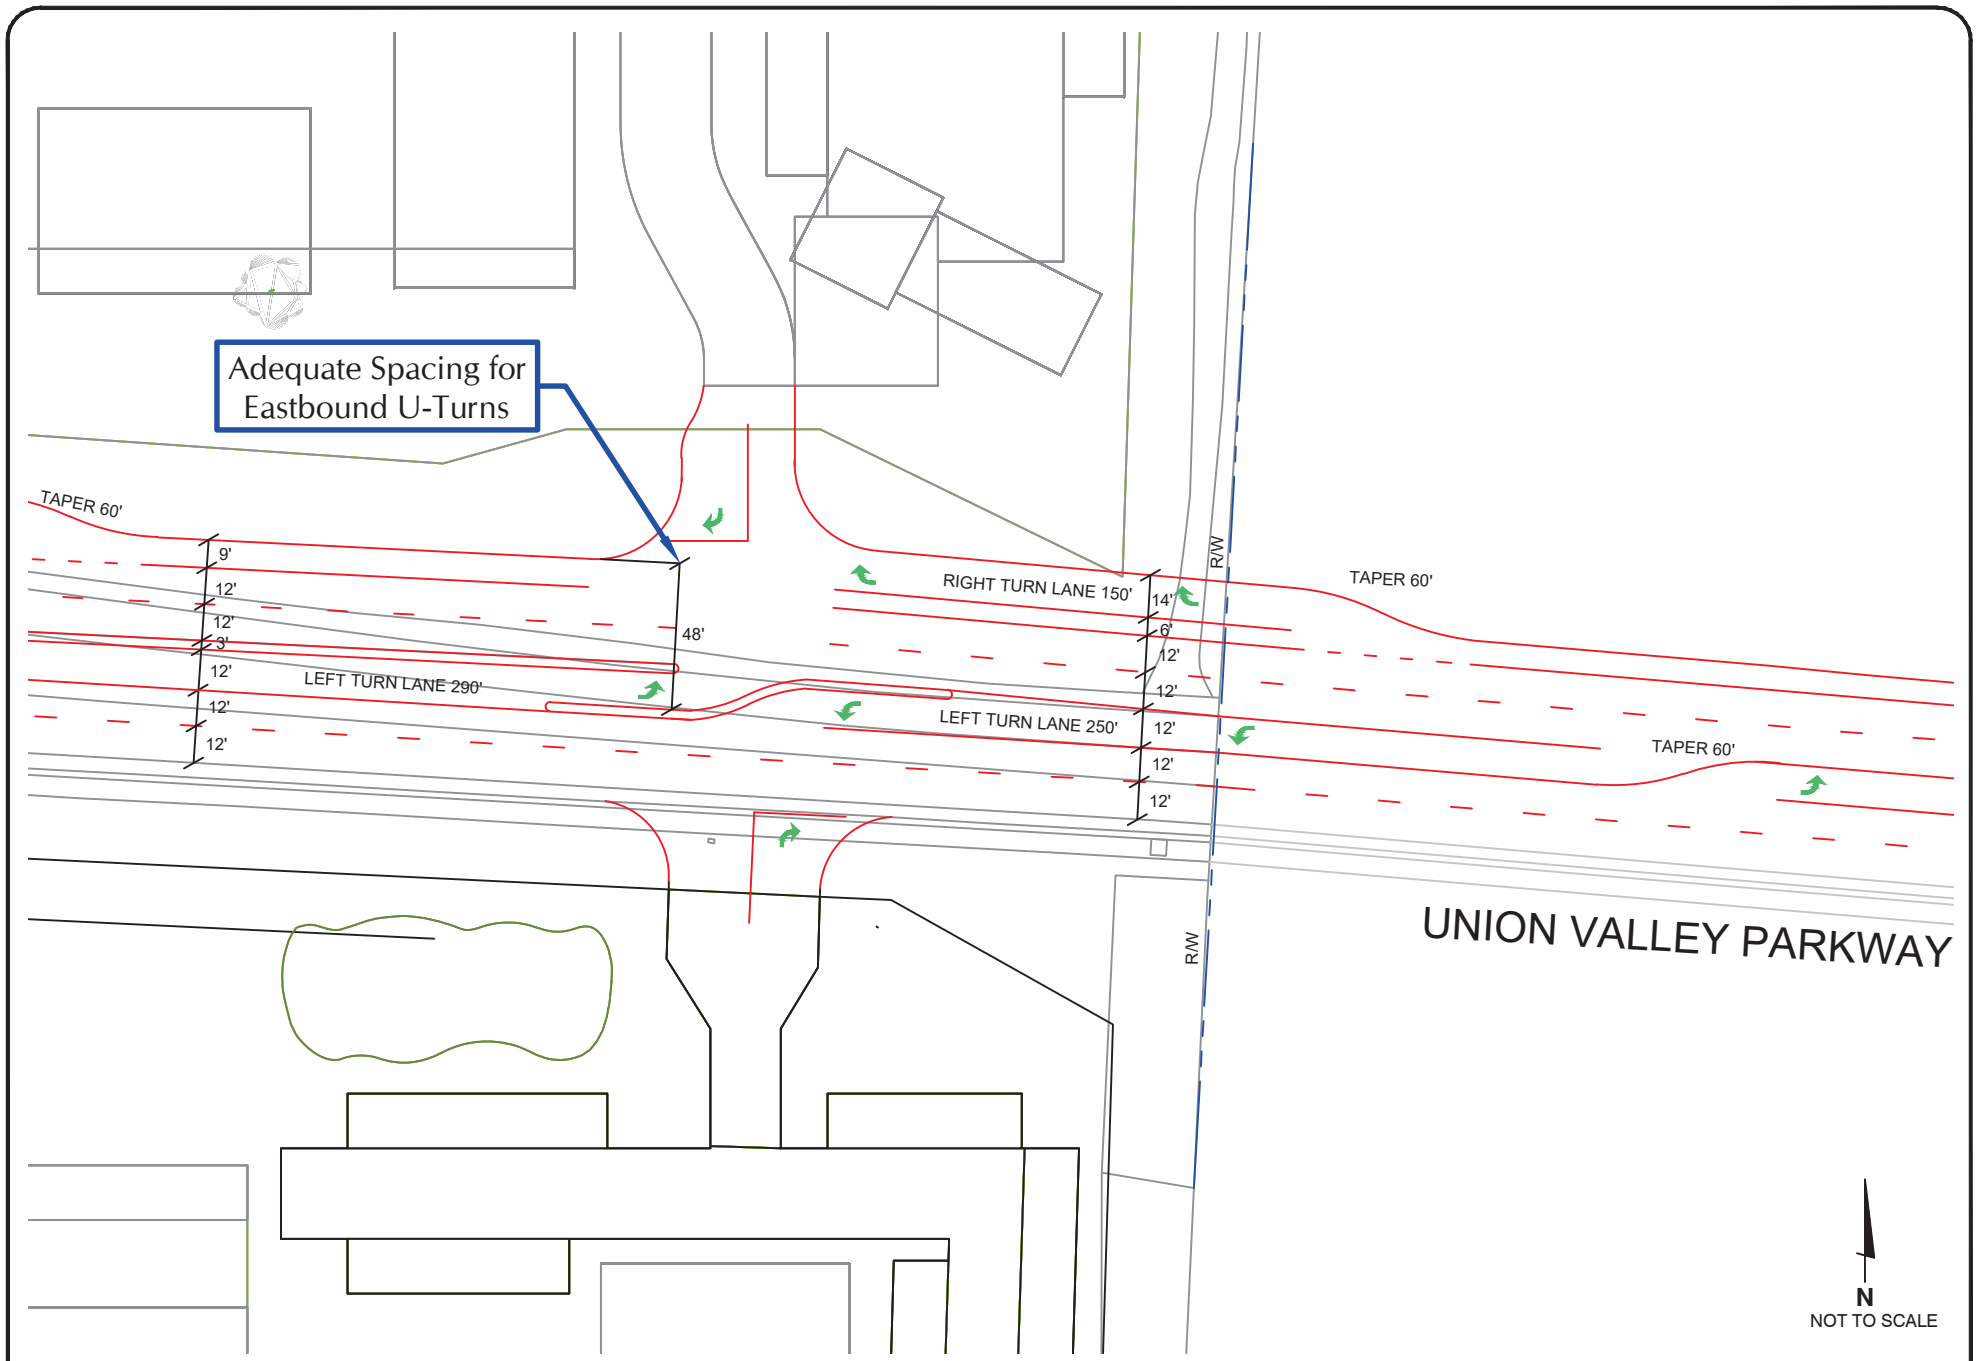 Adequate Spacing for
Eastbound U-Turns
TAPER 60'
9'
12'
12'
3'
12'
12'
12'
LEFT TURN LANE 290'
48'
RIGHT TURN LANE 150'
LEFT TURN LANE 250'
14'
6'
12'
12'
12'
12'
12'
R/W
TAPER 60'
TAPER 60'
UNION VALLEY PARKWAY
R/W
N
NOT TO SCALE